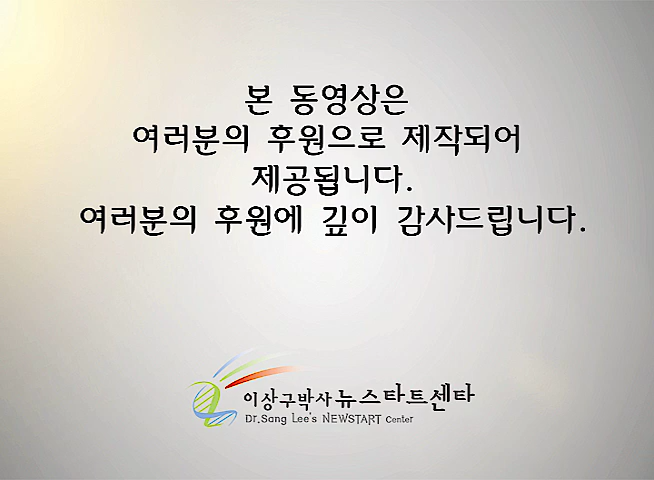 본 동영상은
여러분의 후원으로 제작되어
제공됩니다.
여러분의 후원에 깊이 감사드립니다.
이상구박사 뉴스타트센타
Dr.Sang Lee's NEWSTART Center